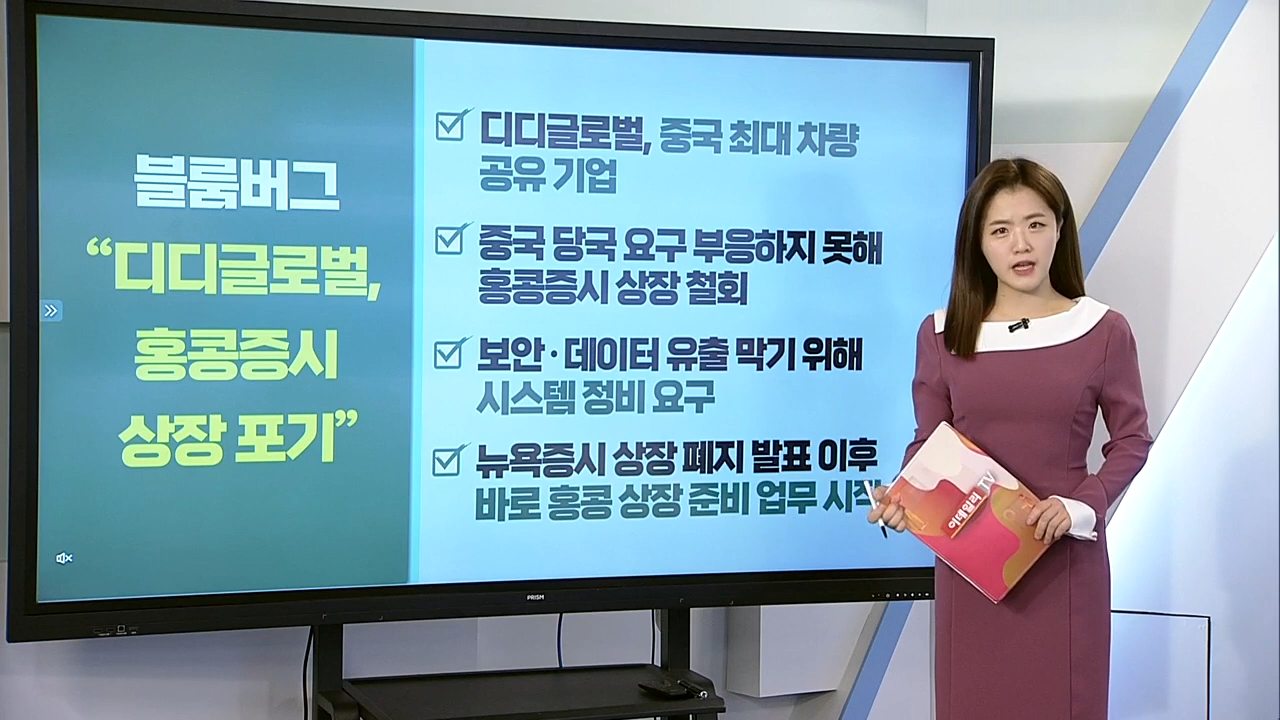 블룸버그
“디디글로벌,
홍콩증시
상장 포기”
디디글로벌, 중국 최대 차량
공유 기업
중국 당국 요구 부응하지 못해
홍콩증시 상장 철회
보안·데이터 유출 막기 위해
시스템 정비 요구
뉴욕증시 상장 폐지 발표 이후
바로 홍콩 상장 준비 업무 시작
이데일리 TV
PRISM